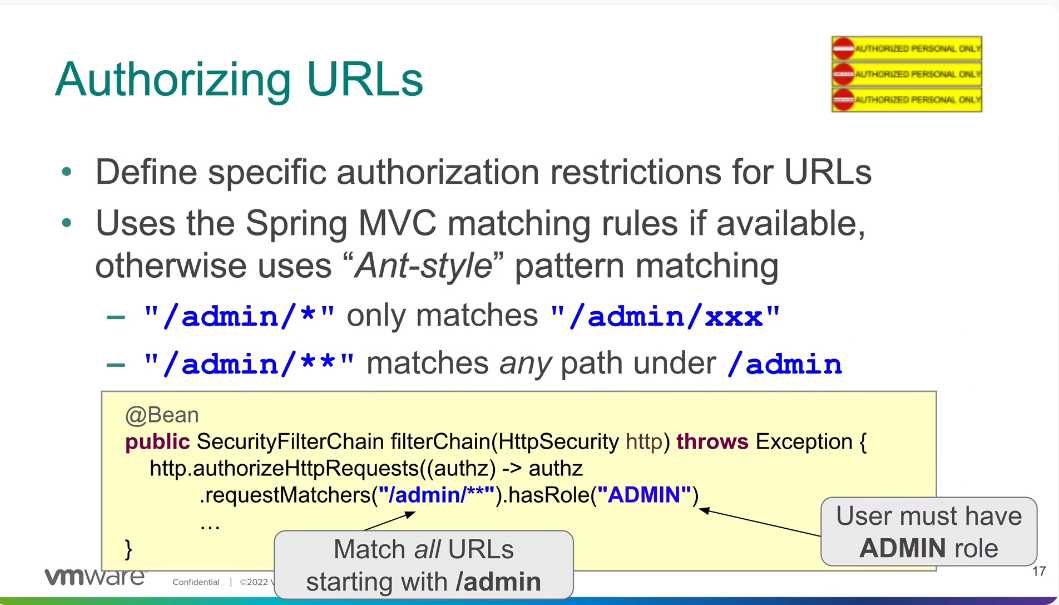 Authorizing URLs
AUTHORIZED PERSONAL ONLY
AUTHORIZED PERSONAL ONLY
AUTHORIZED PERSONAL ONLY
• Define specific authorization restrictions for URLs
• Uses the Spring MVC matching rules if available,
otherwise uses “Ant-style” pattern matching
– "/admin/*" only matches "/admin/xxx"
– "/admin/**" matches any path under /admin
@Bean
public SecurityFilterChain filterChain(HttpSecurity http) throws Exception {
http.authorizeHttpRequests((authz) -> authz
.requestMatchers("/admin/**").hasRole("ADMIN")
…
}
Match all URLs
starting with /admin
User must have
ADMIN role
vmware
Confidential | ©2022
17